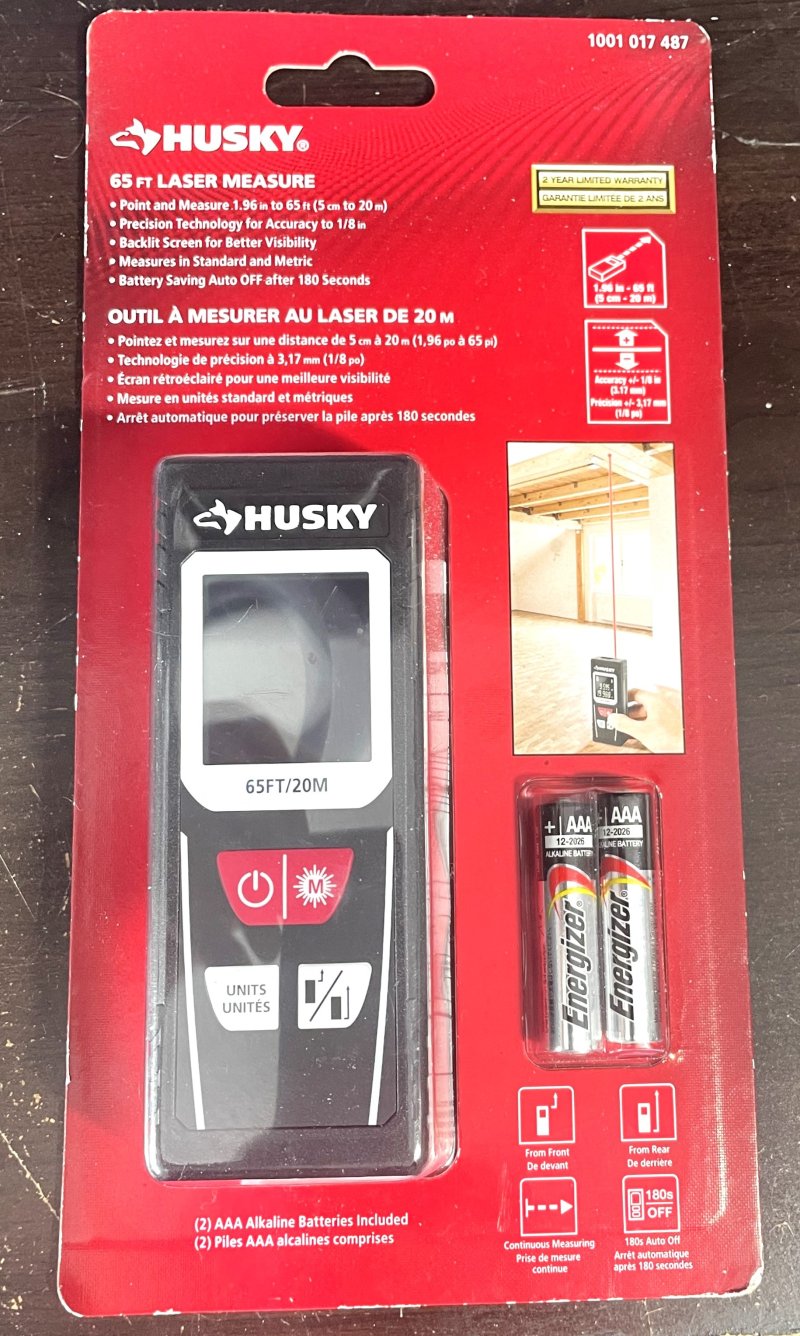 1001 017 487
HUSKY®
65 FT LASER MEASURE
• Point and Measure 1.96 in to 65 ft (5 cm to 20 m)
• Precision Technology for Accuracy to 1/8 in
• Backlit Screen for Better Visibility
• Measures in Standard and Metric
• Battery Saving Auto OFF after 180 Seconds
2 YEAR LIMITED WARRANTY
GARANTIE LIMITÉE DE 2 ANS
1.96 in - 65 ft
(5 cm - 20 m)
OUTIL À MESURER AU LASER DE 20 M
• Pointez et mesurez sur une distance de 5 cm à 20 m (1,96 po à 65 pi)
• Technologie de précision à 3,17 mm (1/8 po)
• Écran rétroéclairé pour une meilleure visibilité
• Mesure en unités standard et métriques
• Arrêt automatique pour préserver la pile après 180 secondes
Accuracy +/- 1/8 in
(3.17 mm)
Précision +/- 3,17 mm
(1/8 po)
HUSKY
65FT/20M
M
UNITS
UNITÉS
HUSKY
+ AAA
12-2026
ALKALINE BATTERY
Energizer®
AAA
12-2026
ALKALINE BATTERY
Energizer®
From Front
De devant
From Rear
De derrière
Continuous Measuring
Prise de mesure
continue
180s
OFF
180s Auto Off
Arrêt automatique
après 180 secondes
(2) AAA Alkaline Batteries Included
(2) Piles AAA alcalines comprises